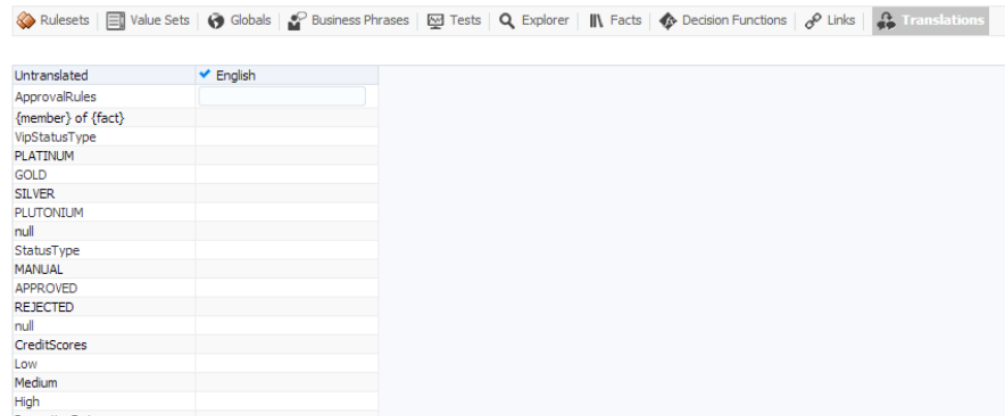 Rulesets Value Sets Globals Business Phrases Tests Explorer Facts Decision Functions Links Translations
Untranslated English
ApprovalRules
{member} of {fact}
VipStatusType
PLATINUM
GOLD
SILVER
PLUTONIUM
null
StatusType
MANUAL
APPROVED
REJECTED
null
CreditScores
Low
Medium
High